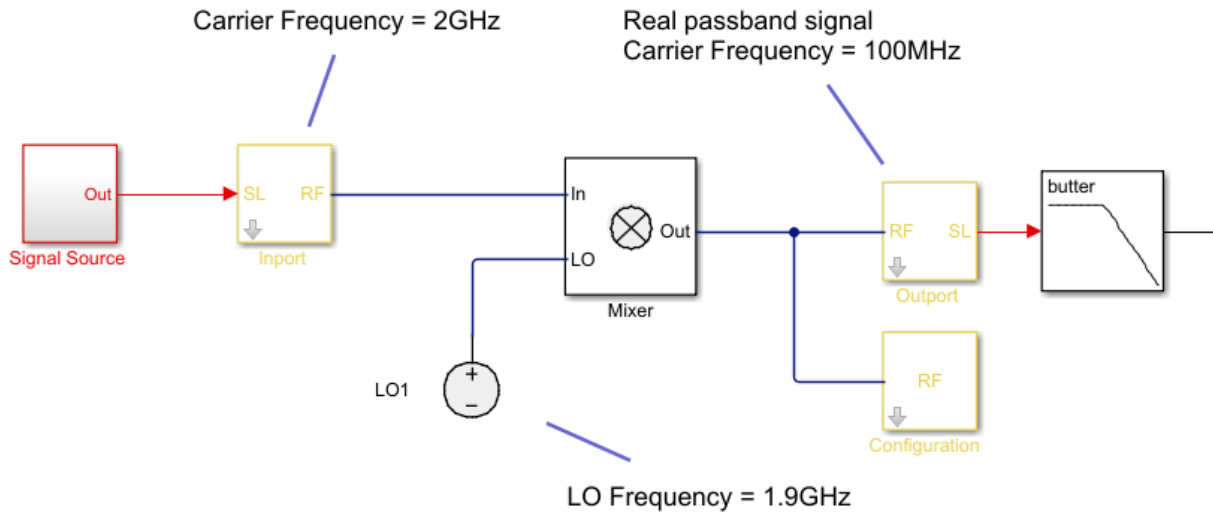 Carrier Frequency = 2GHz
Real passband signal
Carrier Frequency = 100MHz
Out
Signal Source
SL RF
Inport
In
LO
Out
Mixer
RF SL
Outport
butter
LO1
+
−
RF
Configuration
LO Frequency = 1.9GHz